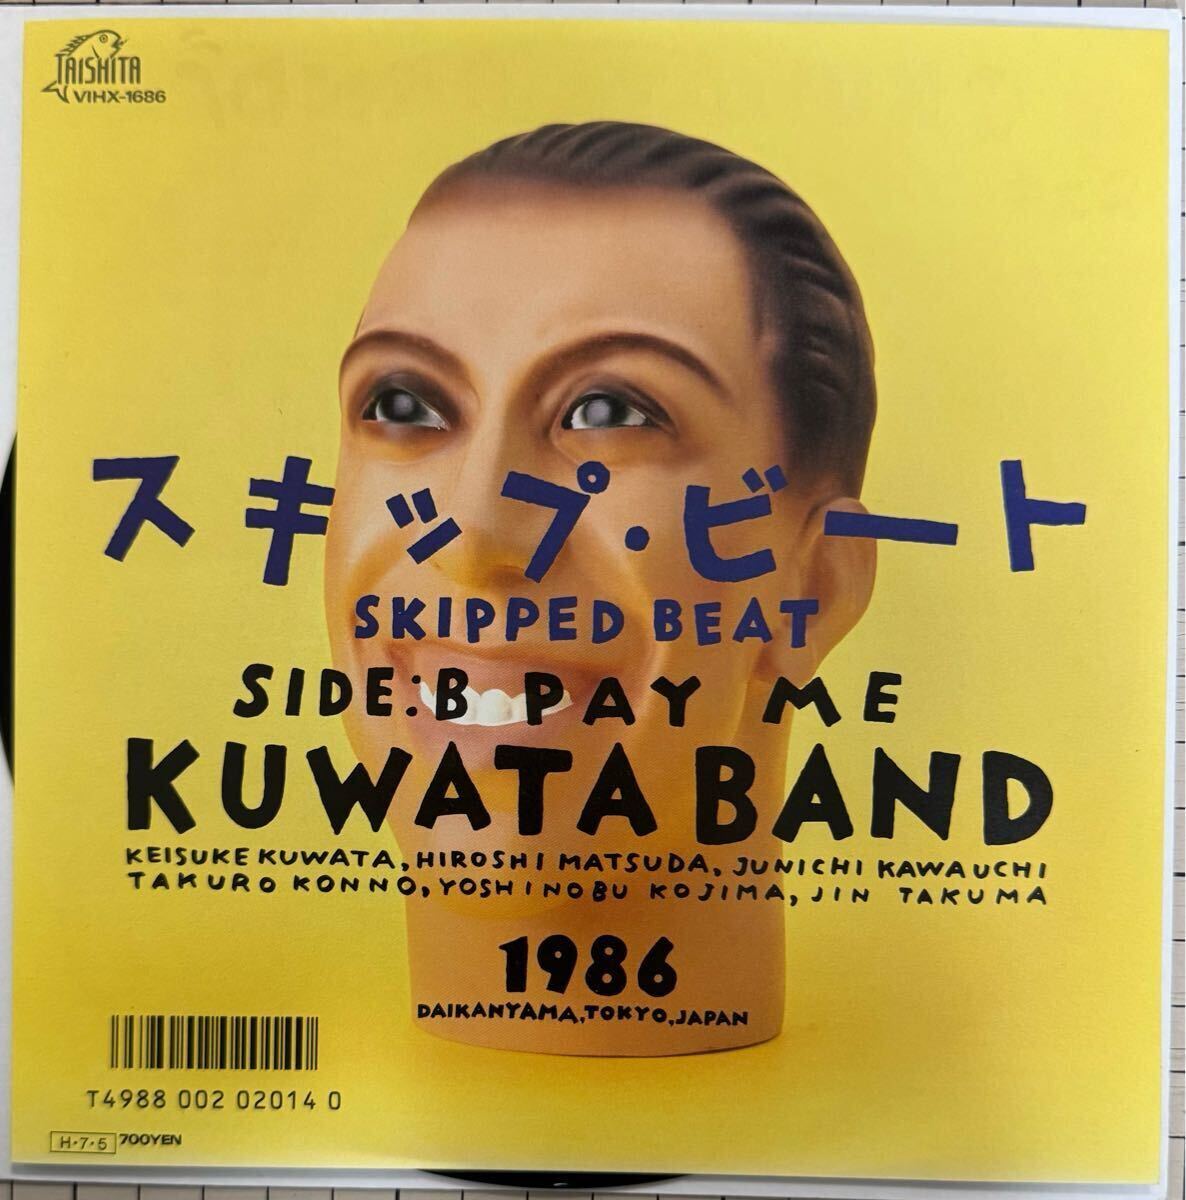 TAISHITA
VIHX-1686
スキップ・ビート
SKIPPED BEAT
SIDE:B PAY ME
KUWATA BAND
KEISUKE KUWATA, HIROSHI MATSUDA, JUNICHI KAWAUCHI
TAKURO KONNO, YOSHINOBU KOJIMA, JIN TAKUMA
1986
DAIKANYAMA, TOKYO, JAPAN
T4988 002 02014 0
H・7・5 700YEN